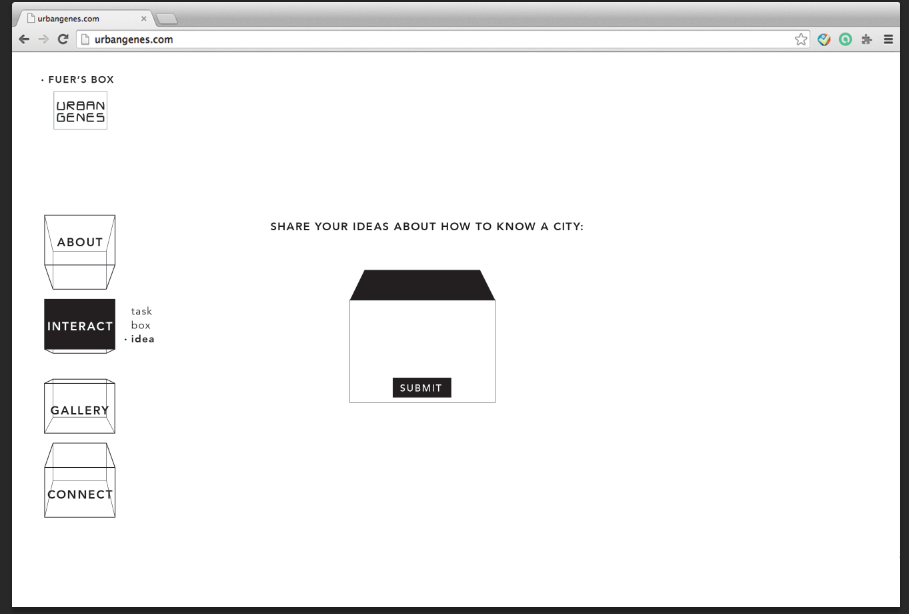 urbangenes.com
urbangenes.com
· FUER'S BOX
URBAN
GENES
ABOUT
INTERACT
task
box
· idea
GALLERY
CONNECT
SHARE YOUR IDEAS ABOUT HOW TO KNOW A CITY:
SUBMIT